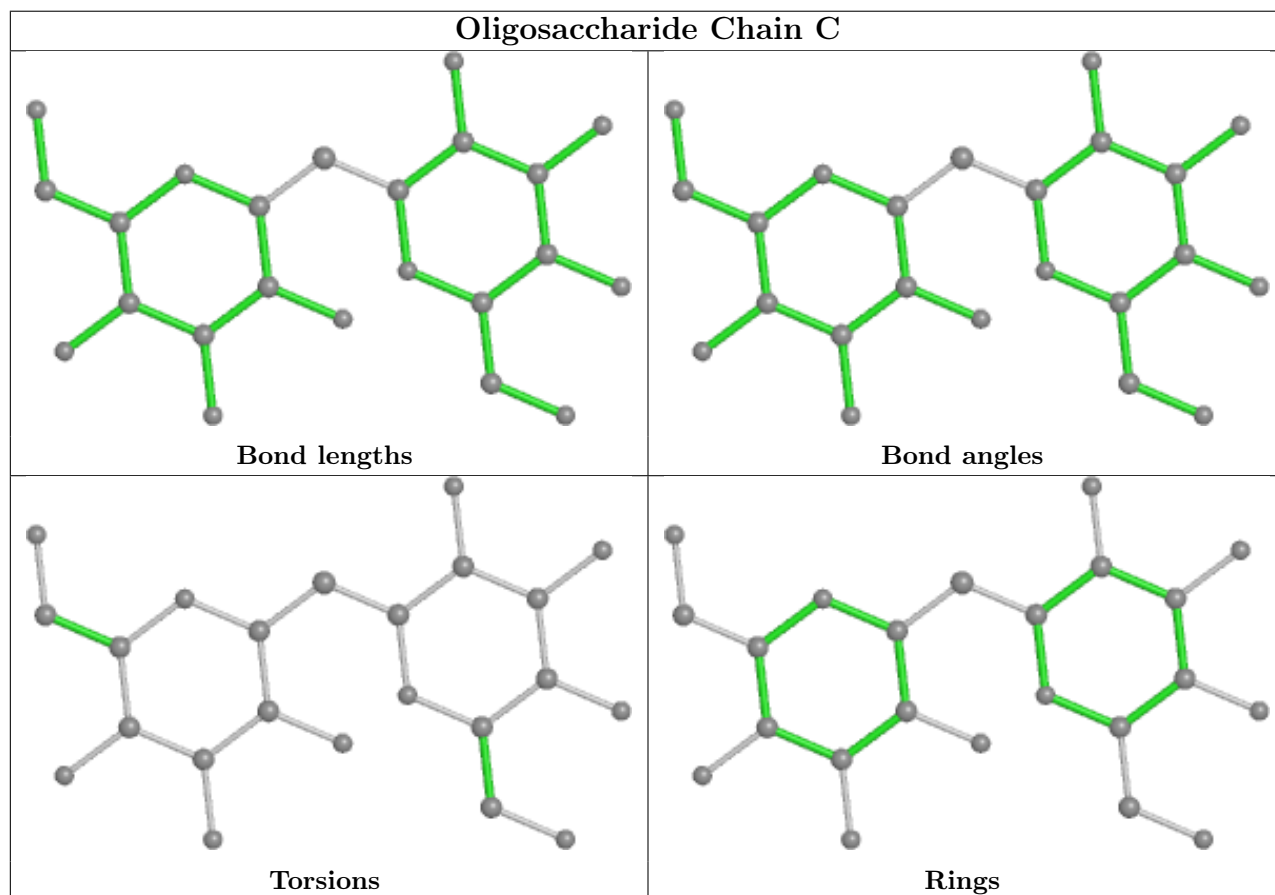 Oligosaccharide Chain C
Bond lengths
Bond angles
Torsions
Rings